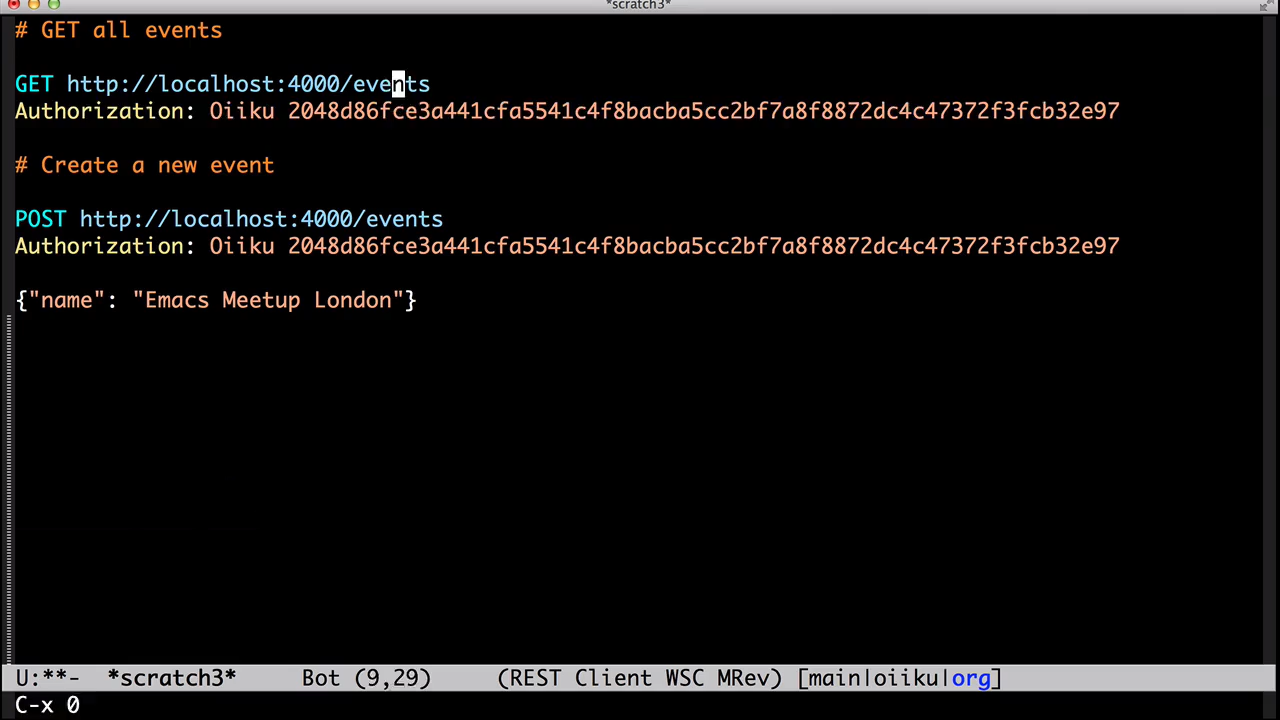 *scratch3*
# GET all events
GET http://localhost:4000/events
Authorization: Oiiku 2048d86fce3a441cfa5541c4f8bacba5cc2bf7a8f8872dc4c47372f3fcb32e97
# Create a new event
POST http://localhost:4000/events
Authorization: Oiiku 2048d86fce3a441cfa5541c4f8bacba5cc2bf7a8f8872dc4c47372f3fcb32e97
{"name": "Emacs Meetup London"}
U:**-  *scratch3*     Bot (9,29)     (REST Client WSC MRev) [main|oiiku|org]
C-x 0